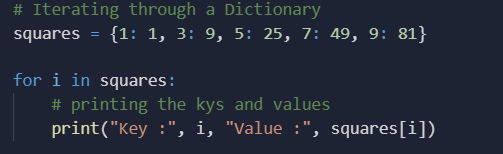 # Iterating through a Dictionary
squares = {1: 1, 3: 9, 5: 25, 7: 49, 9: 81}
for i in squares:
# printing the kys and values
print("Key :", i, "Value :", squares[i])